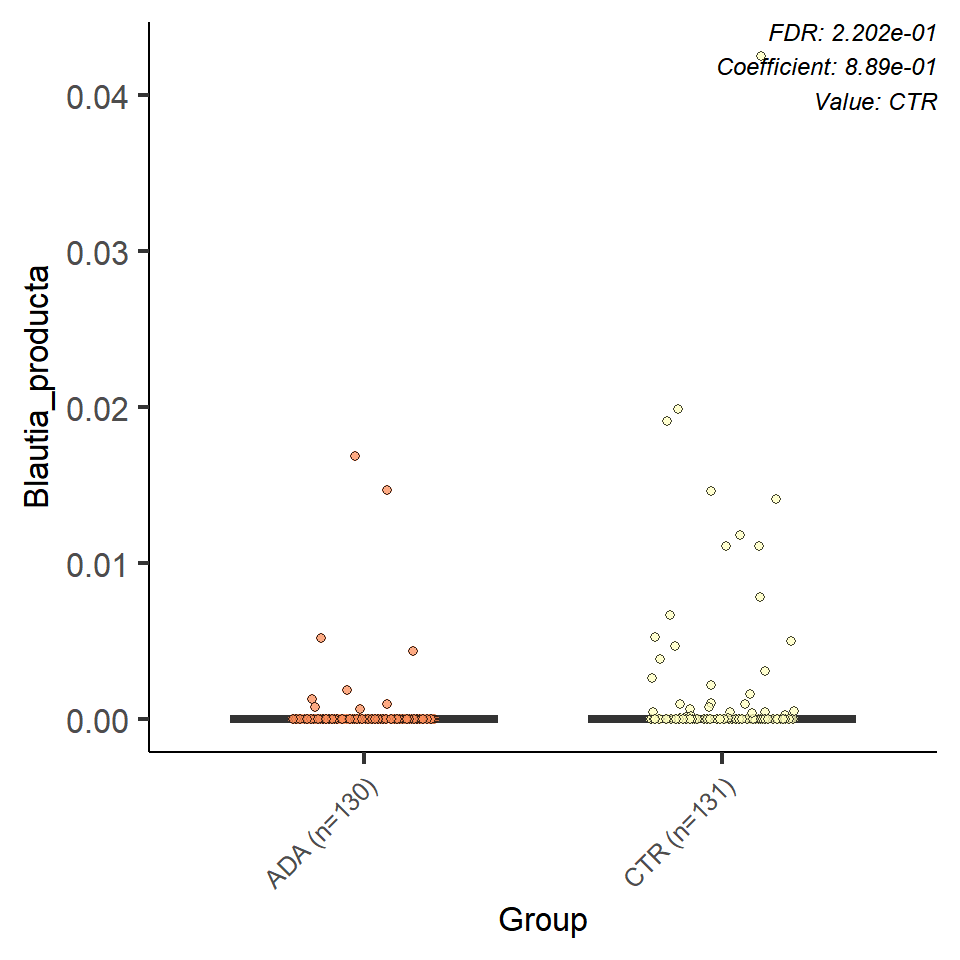 FDR: 2.202e-01
Coefficient: 8.89e-01
Value: CTR
0.04
0.03
0.02
0.01
0.00
Blautia_producta
ADA (n=130)
CTR (n=131)
Group